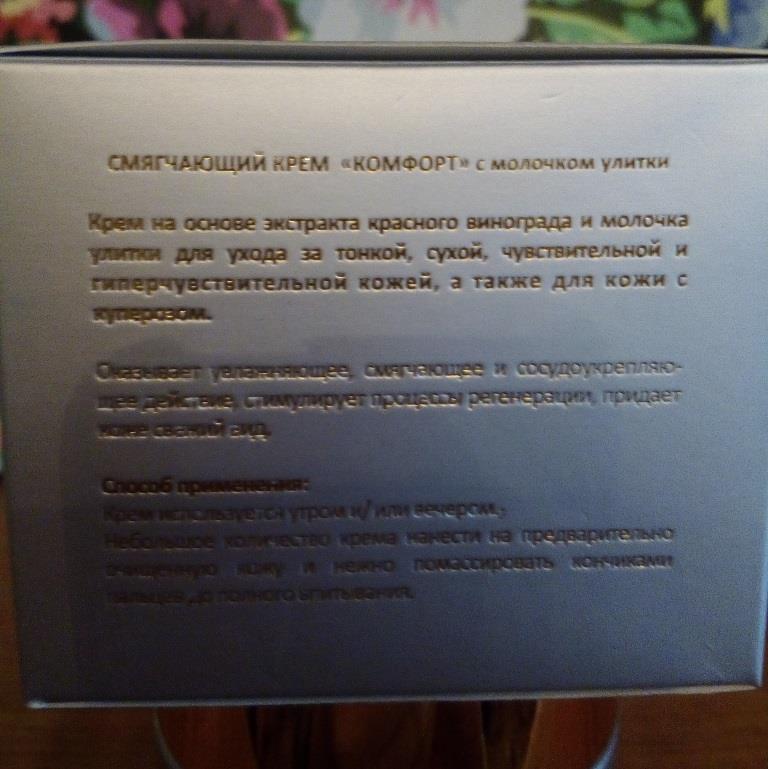 СМЯГЧАЮЩИЙ КРЕМ «КОМФОРТ» с молочком улитки
Крем на основе экстракта красного винограда и молочка
улитки для ухода за тонкой, сухой, чувствительной и
гиперчувствительной кожей, а также для кожи с
куперозом.
Оказывает увлажняющее, смягчающее и сосудоукрепляю-
щее действие, стимулирует процессы регенерации, придает
коже свежий вид.
Способ применения:
Крем используется утром и/ или вечером.
Небольшое количество крема нанести на предварительно
очищенную кожу и нежно помассировать кончиками
пальцев до полного впитывания.